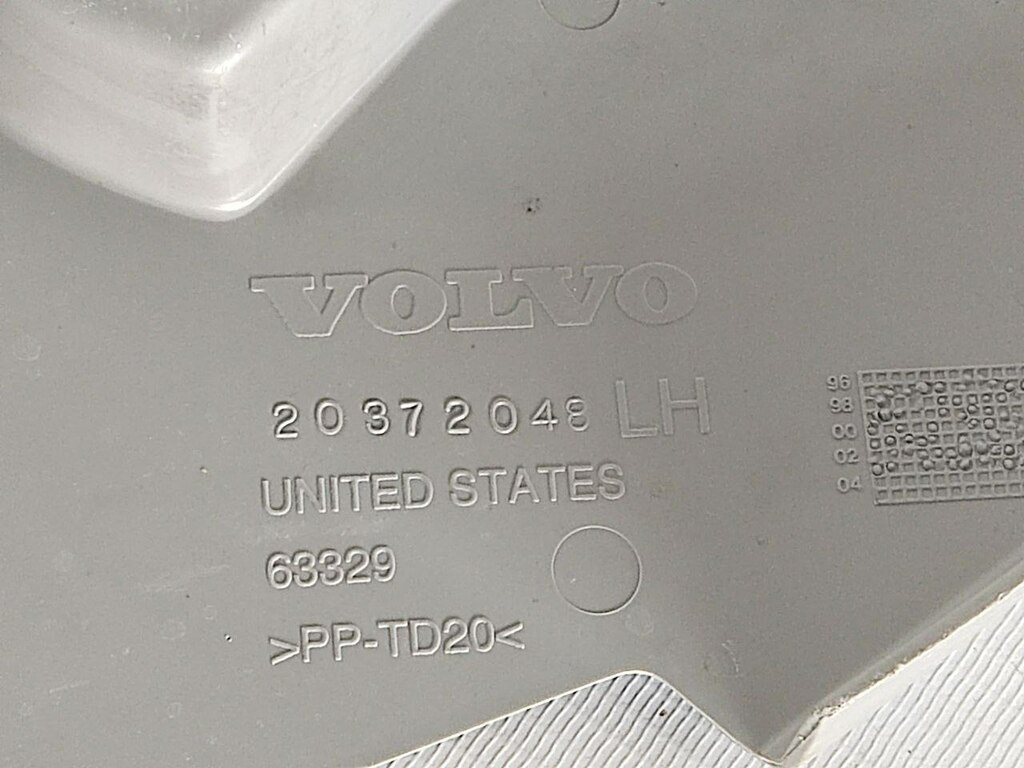 VOLVO
20372048 LH
UNITED STATES
63329
>PP-TD20<
96
98
00
02
04